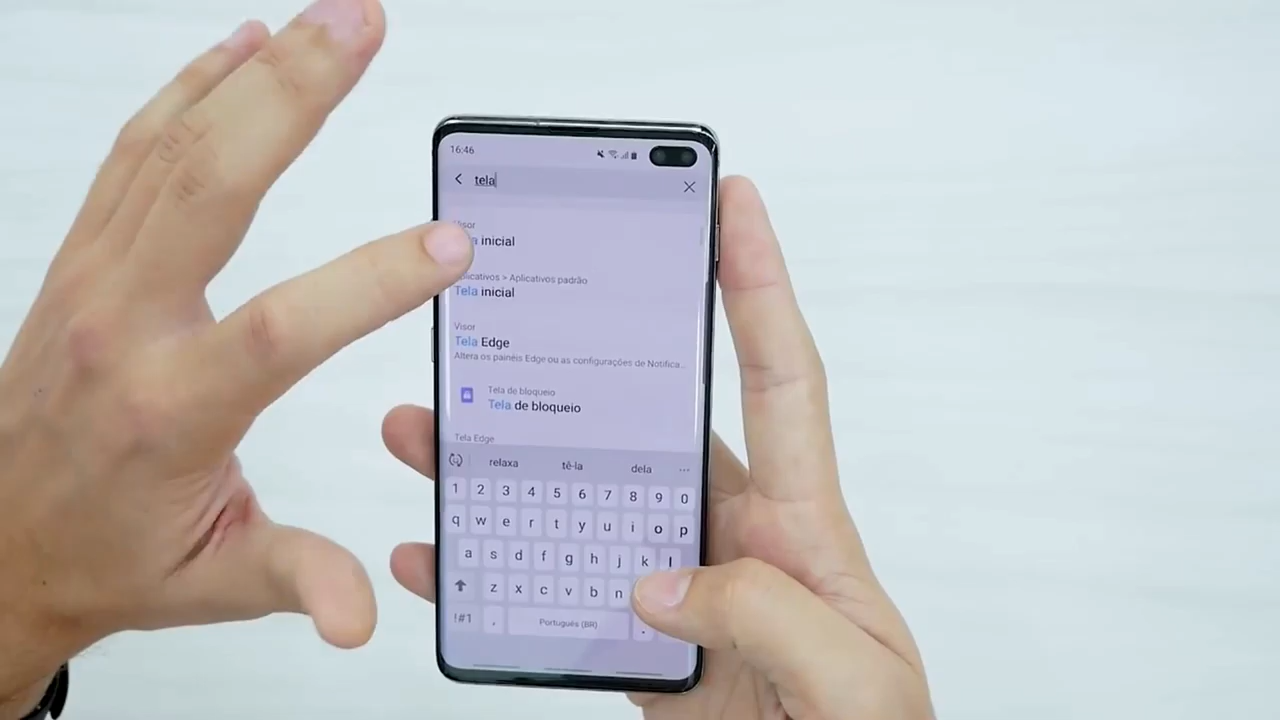 16:46
tela
inicial
Aplicativos > Aplicativos padrão
Tela inicial
Visor
Tela Edge
Altera os painéis Edge ou as configurações de Notifica...
Tela de bloqueio
Tela de bloqueio
Tela Edge
relaxa tê-la dela ...
1 2 3 4 5 6 7 8 9 0
q w e r t y u i o p
a s d f g h j k l
z x c v b n
!#1 , Português (BR) .